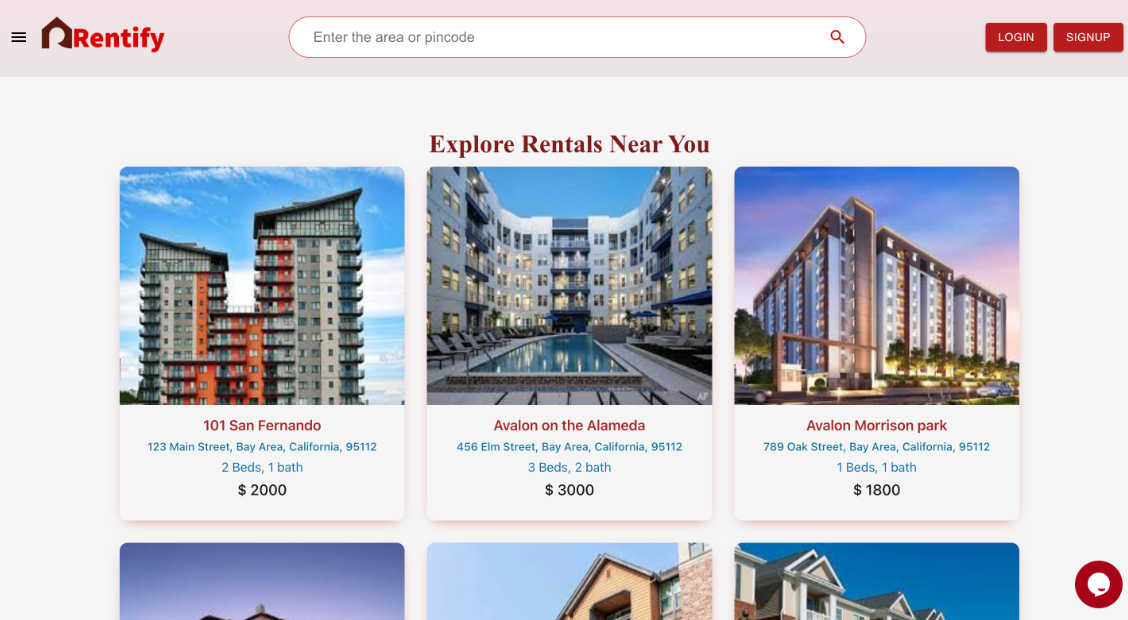 Rentify
Enter the area or pincode
LOGIN
SIGNUP
Explore Rentals Near You
101 San Fernando
123 Main Street, Bay Area, California, 95112
2 Beds, 1 bath
$ 2000
Avalon on the Alameda
456 Elm Street, Bay Area, California, 95112
3 Beds, 2 bath
$ 3000
Avalon Morrison park
789 Oak Street, Bay Area, California, 95112
1 Beds, 1 bath
$ 1800